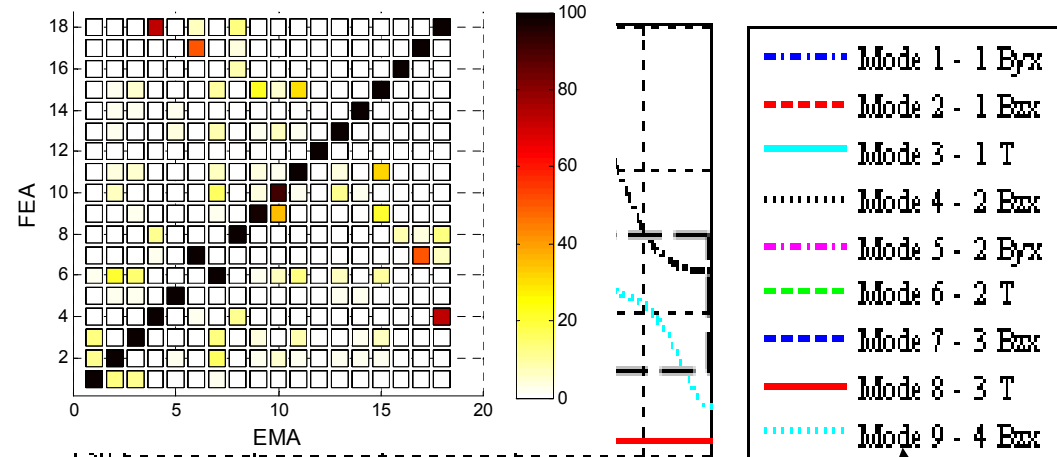 18
16
14
12
10
8
6
4
2
FEA
0
5
10
15
20
EMA
100
80
60
40
20
0
Mode 1 - 1 Byx
Mode 2 - 1 Bzx
Mode 3 - 1 T
Mode 4 - 2 Bzx
Mode 5 - 2 Byx
Mode 6 - 2 T
Mode 7 - 3 Bzx
Mode 8 - 3 T
Mode 9 - 4 Bzx